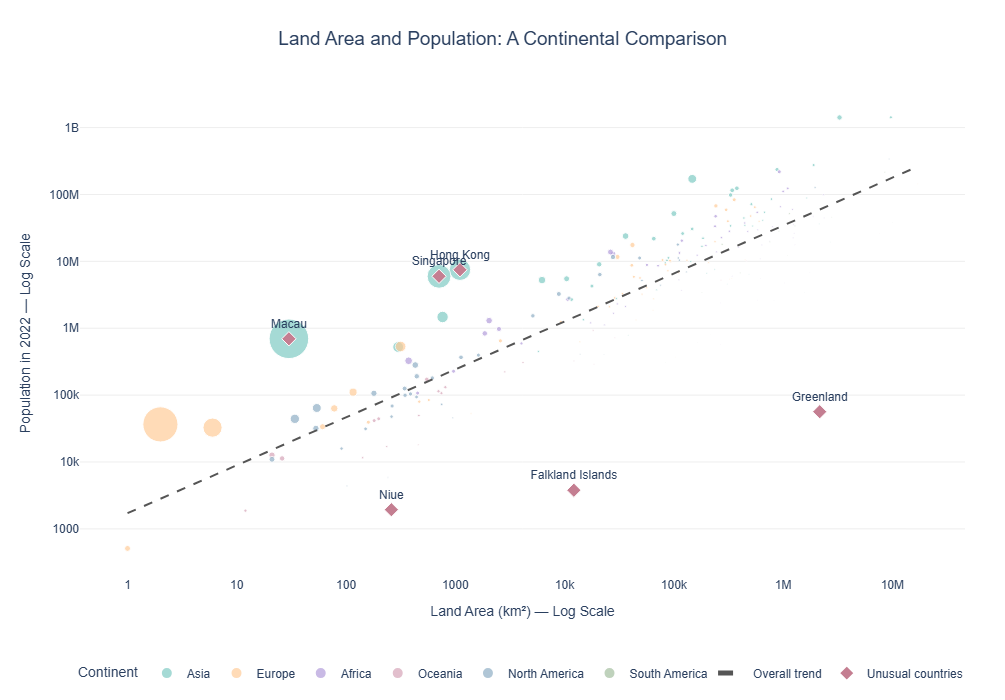 Land Area and Population: A Continental Comparison
Population in 2022 — Log Scale
1B
100M
10M
1M
100k
10k
1000
Hong Kong
Singapore
Macau
Greenland
Falkland Islands
Niue
1 10 100 1000 10k 100k 1M 10M
Land Area (km²) — Log Scale
Continent Asia Europe Africa Oceania North America South America Overall trend Unusual countries